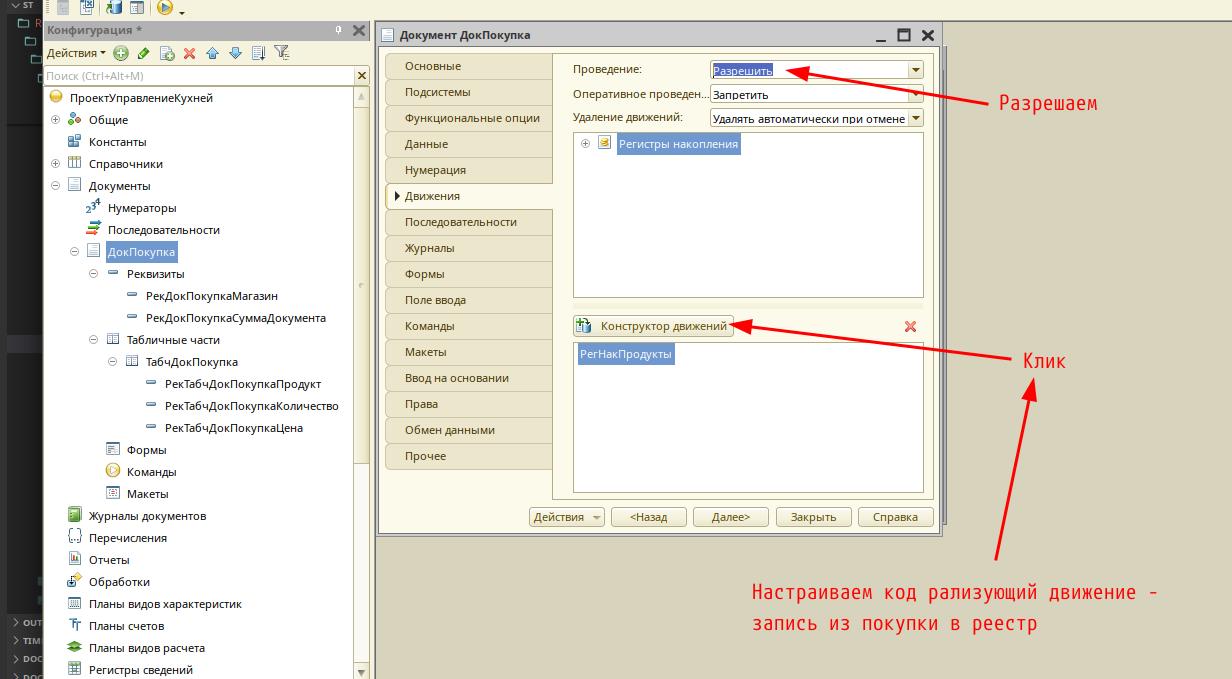 ST
R
Конфигурация *
Действия
Поиск (Ctrl+Alt+M)
ПроектУправлениеКухней
Общие
Константы
Справочники
Документы
Нумераторы
Последовательности
ДокПокупка
Реквизиты
РекДокПокупкаМагазин
РекДокПокупкаСуммаДокумента
Табличные части
ТабчДокПокупка
РекТабчДокПокупкаПродукт
РекТабчДокПокупкаКоличество
РекТабчДокПокупкаЦена
Формы
Команды
Макеты
Журналы документов
Перечисления
Отчеты
Обработки
Планы видов характеристик
Планы счетов
Планы видов расчета
Регистры сведений
OUT
TIM
DOC
DOC
Документ ДокПокупка
Основные
Подсистемы
Функциональные опции
Данные
Нумерация
Движения
Последовательности
Журналы
Формы
Поле ввода
Команды
Макеты
Ввод на основании
Права
Обмен данными
Прочее
Проведение: Разрешить
Оперативное проведен... Запретить
Удаление движений: Удалять автоматически при отмене
Регистры накопления
Конструктор движений
РегНакПродукты
Действия <Назад Далее> Закрыть Справка
Разрешаем
Клик
Настраиваем код рализующий движение -
запись из покупки в реестр